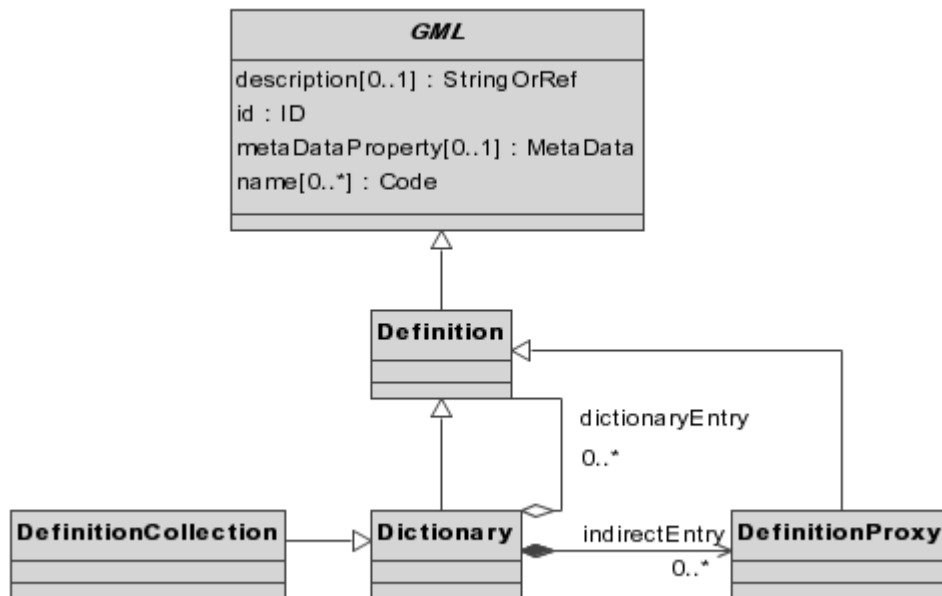 GML
description[0..1] : StringOrRef
id : ID
metaDataProperty[0..1] : MetaData
name[0..*] : Code
Definition
dictionaryEntry
0..*
DefinitionCollection
Dictionary
indirectEntry
0..*
DefinitionProxy